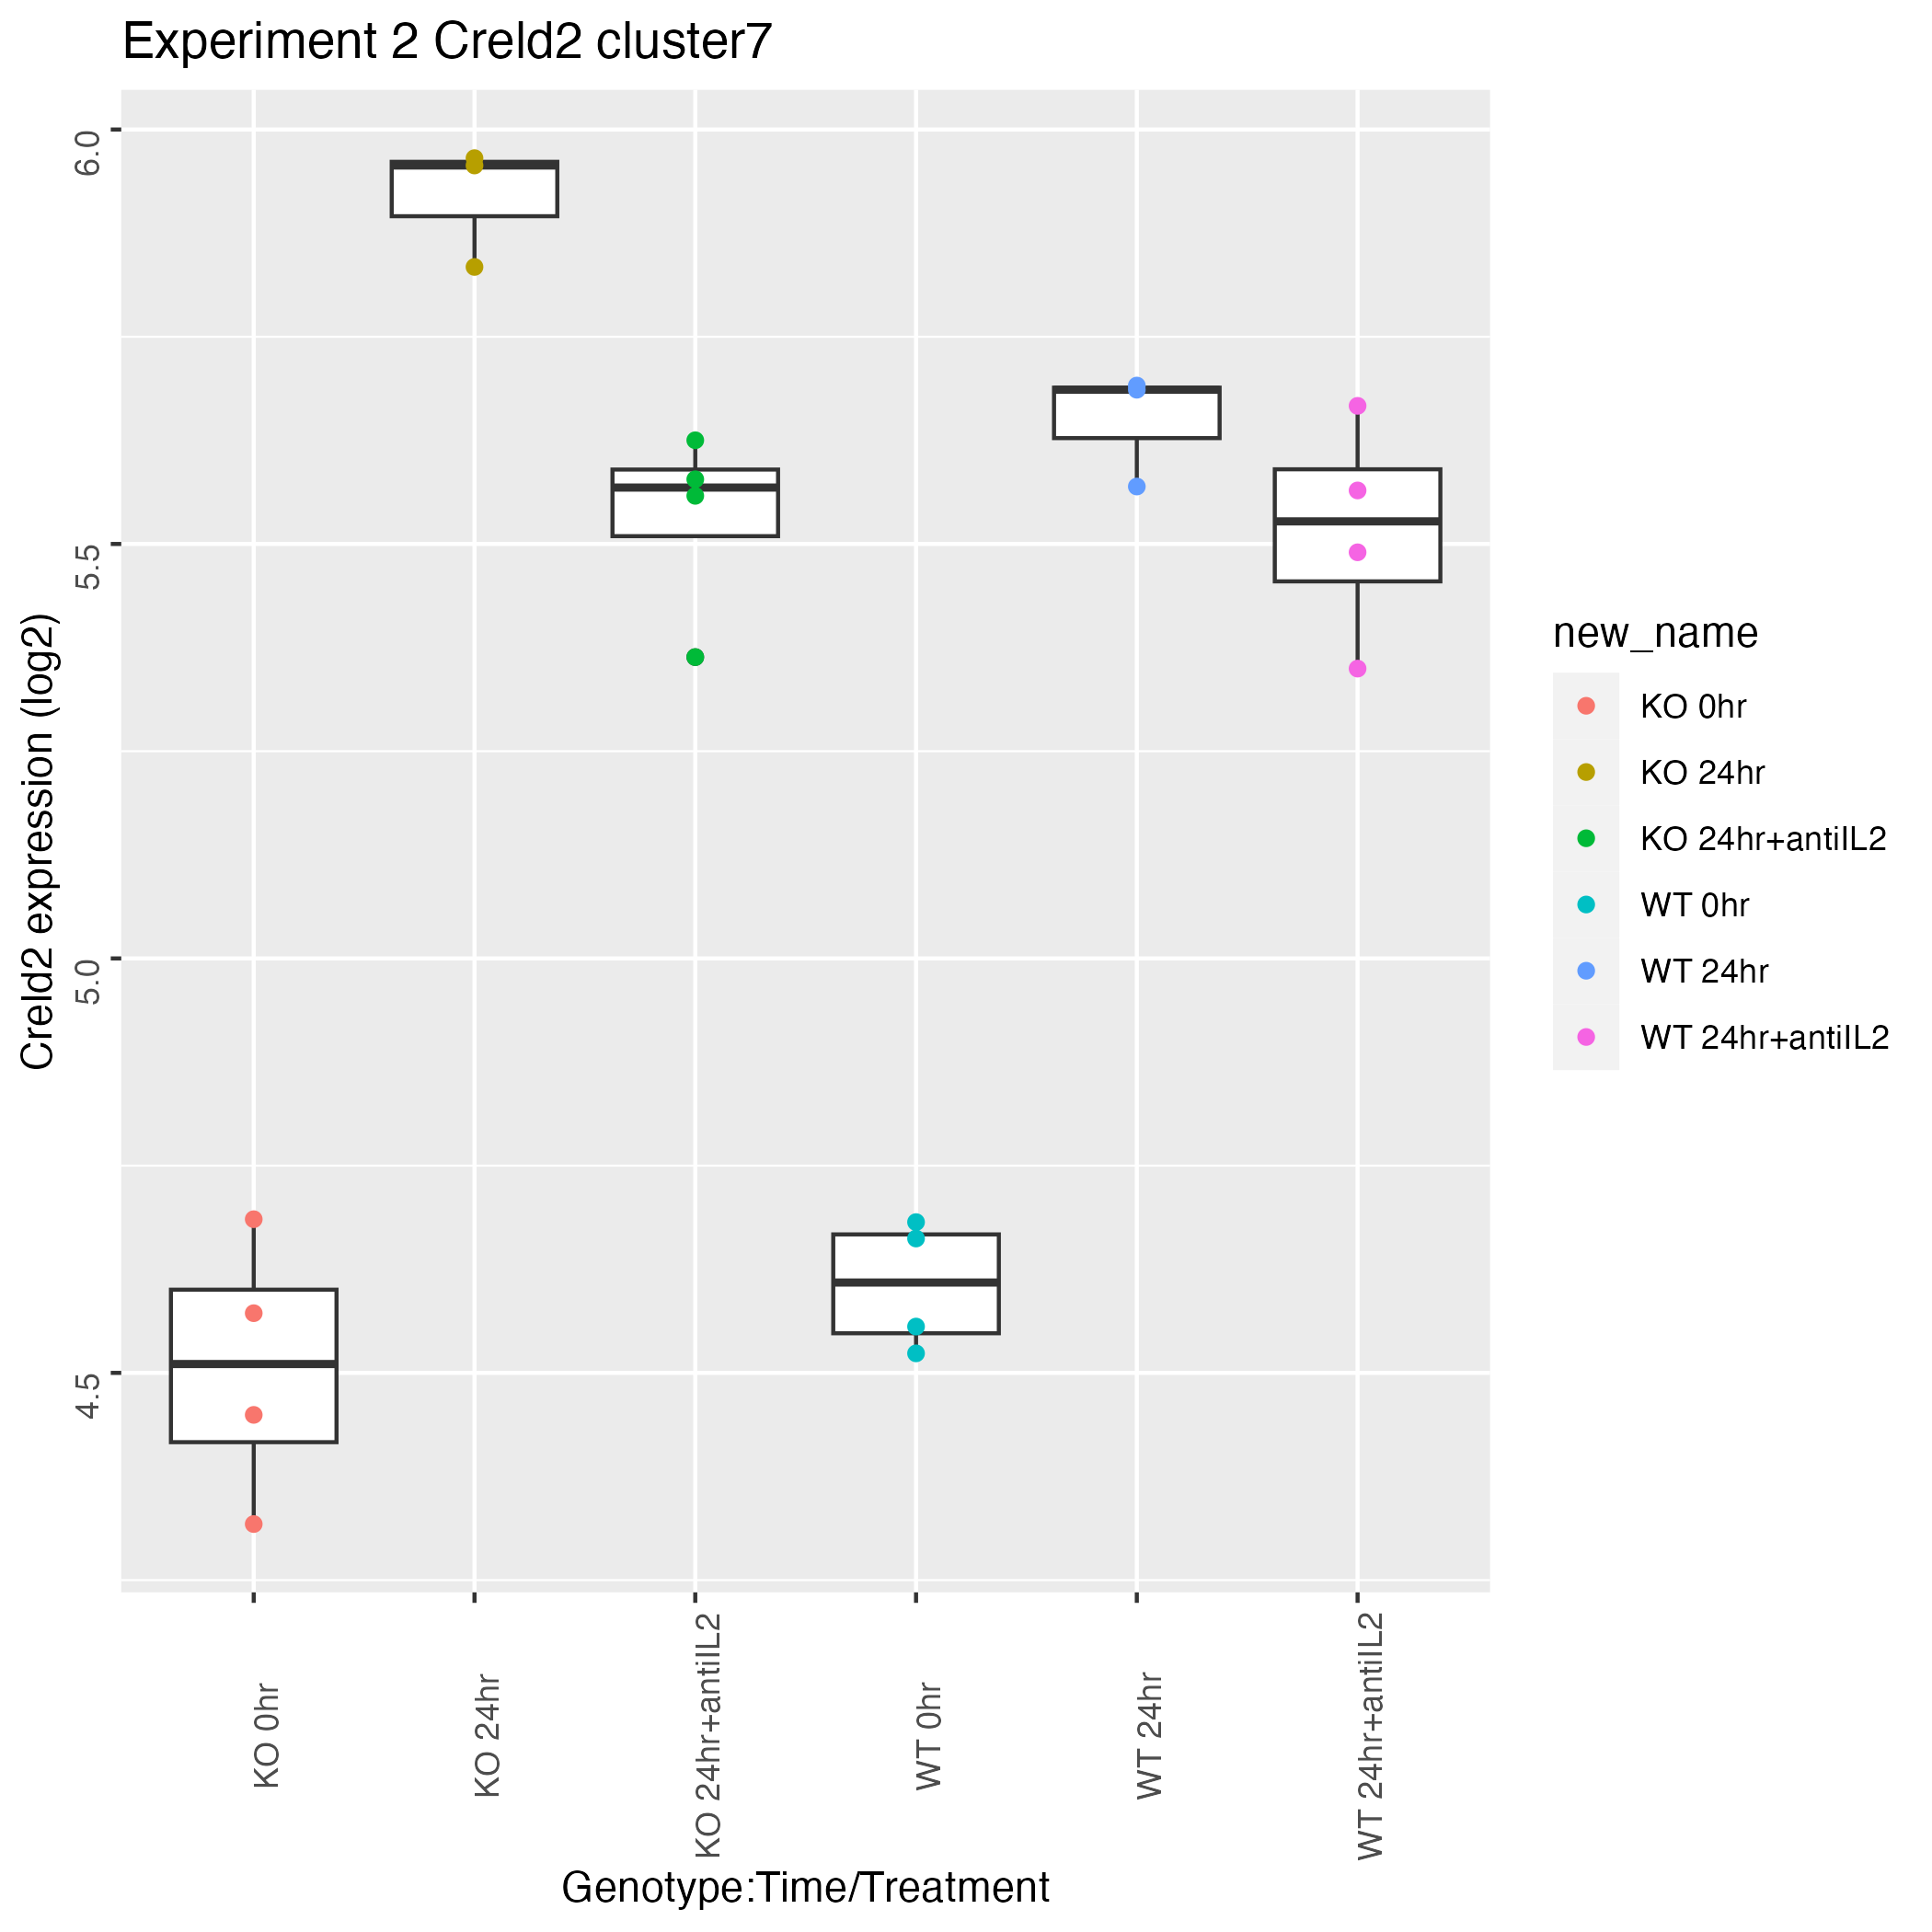 Experiment 2 Creld2 cluster7
6.0
5.5
5.0
4.5
Creld2 expression (log2)
KO 0hr
KO 24hr
KO 24hr+antiIL2
WT 0hr
WT 24hr
WT 24hr+antiIL2
Genotype:Time/Treatment
new_name
KO 0hr
KO 24hr
KO 24hr+antiIL2
WT 0hr
WT 24hr
WT 24hr+antiIL2